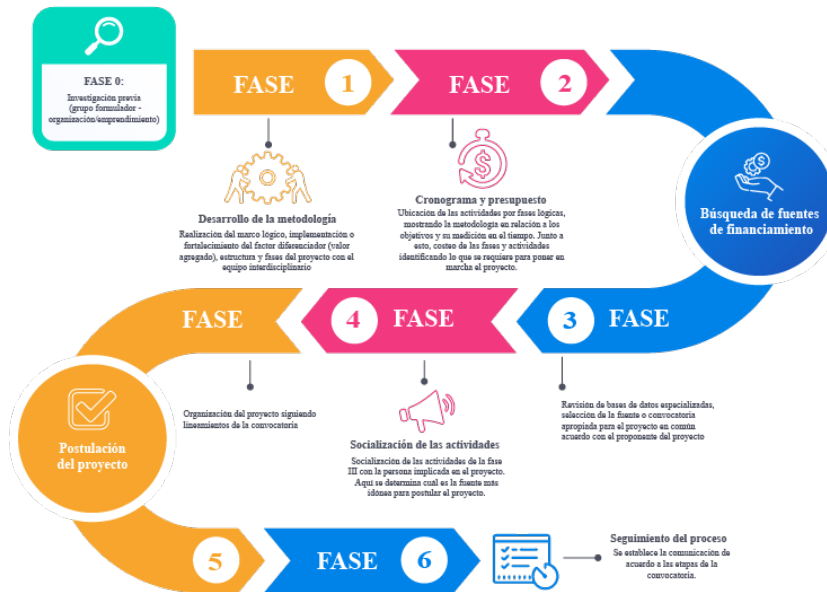 FASE 0:
Investigación previa
(grupo formulador -
organización/emprendimiento)
FASE 1
FASE 2
Desarrollo de la metodología
Realización del marco lógico, implementación o
fortalecimiento del factor diferenciador (valor
agregado), estructura y fases del proyecto con el
equipo interdisciplinario
Cronograma y presupuesto
Ubicación de las actividades por fases lógicas,
mostrando la metodología en relación a los
objetivos y su medición en el tiempo. Junto a
esto, costeo de las fases y actividades
identificando lo que se requiere para poner en
marcha el proyecto.
Búsqueda de fuentes
de financiamiento
3 FASE
Revisión de bases de datos especializadas,
selección de la fuente o convocatoria
apropiada para el proyecto en común
acuerdo con el proponente del proyecto
4 FASE
Socialización de las actividades
Socialización de las actividades de la fase
III con la persona implicada en el proyecto.
Aquí se determina cuál es la fuente más
idónea para postular el proyecto.
FASE
Organización del proyecto siguiendo
lineamientos de la convocatoria
Postulación
del proyecto
5
FASE 6
Seguimiento del proceso
Se establece la comunicación de
acuerdo a las etapas de la
convocatoria.